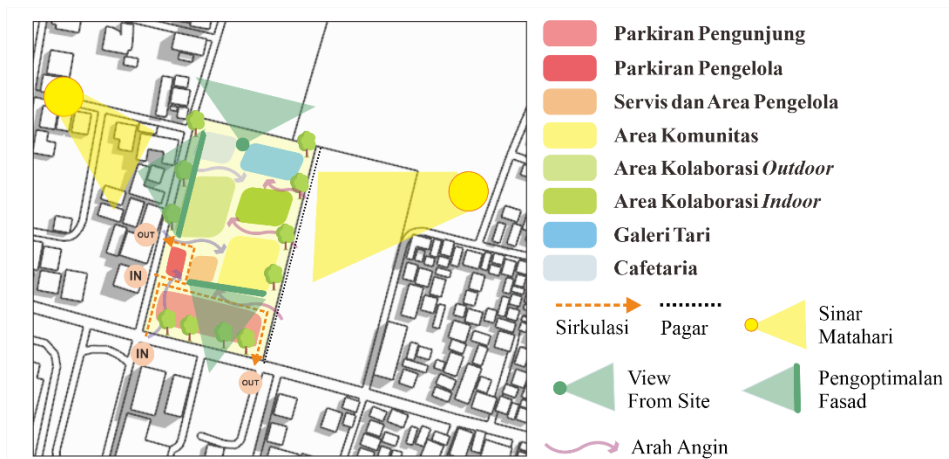 Parkiran Pengunjung
Parkiran Pengelola
Servis dan Area Pengelola
Area Komunitas
Area Kolaborasi Outdoor
Area Kolaborasi Indoor
Galeri Tari
Cafetaria
Sirkulasi
Pagar
Sinar
Matahari
View
From Site
Pengoptimalan
Fasad
Arah Angin
OUT
IN
IN
OUT